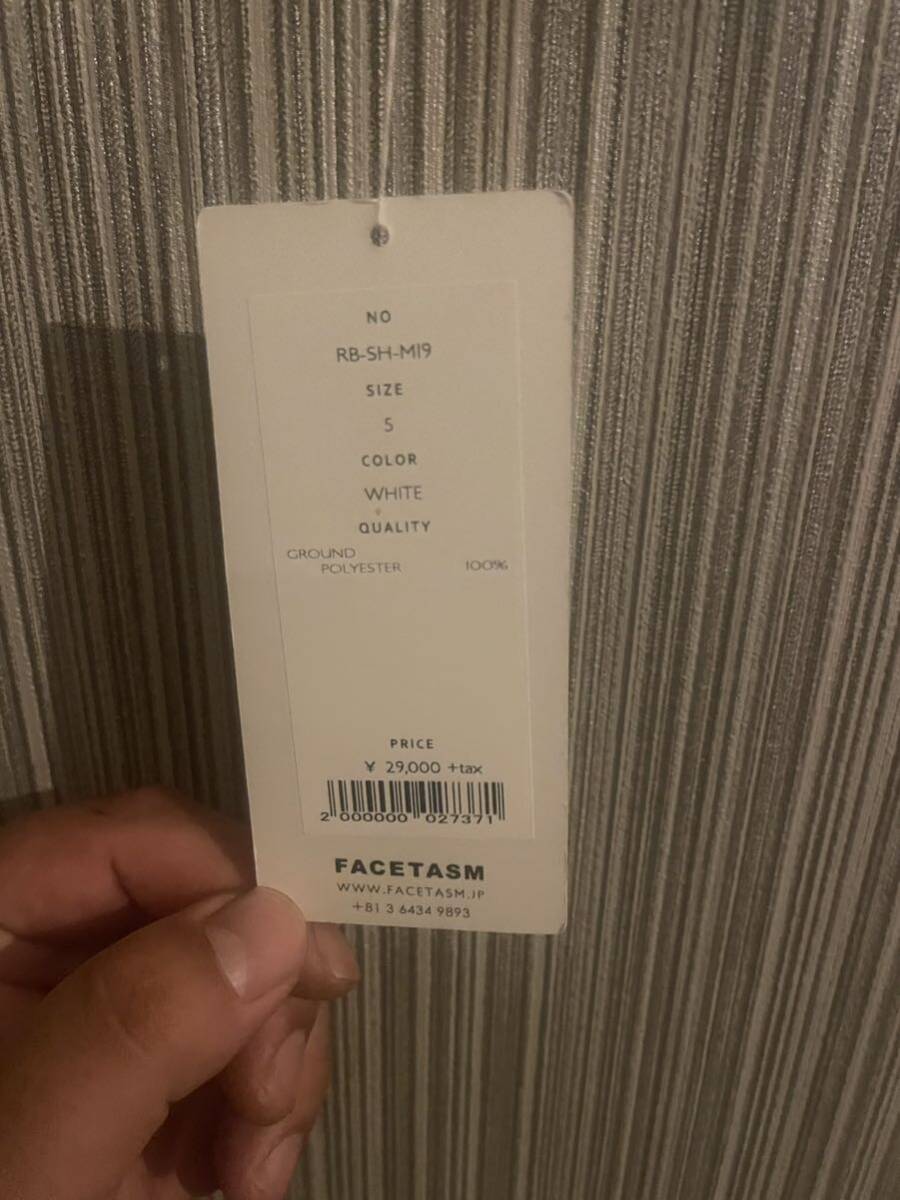 NO
RB-SH-M19
SIZE
S
COLOR
WHITE
QUALITY
GROUND
POLYESTER 100%
PRICE
¥ 29,000 +tax
2 000000 027371
FACETASM
WWW.FACETASM.JP
+81 3 6434 9893